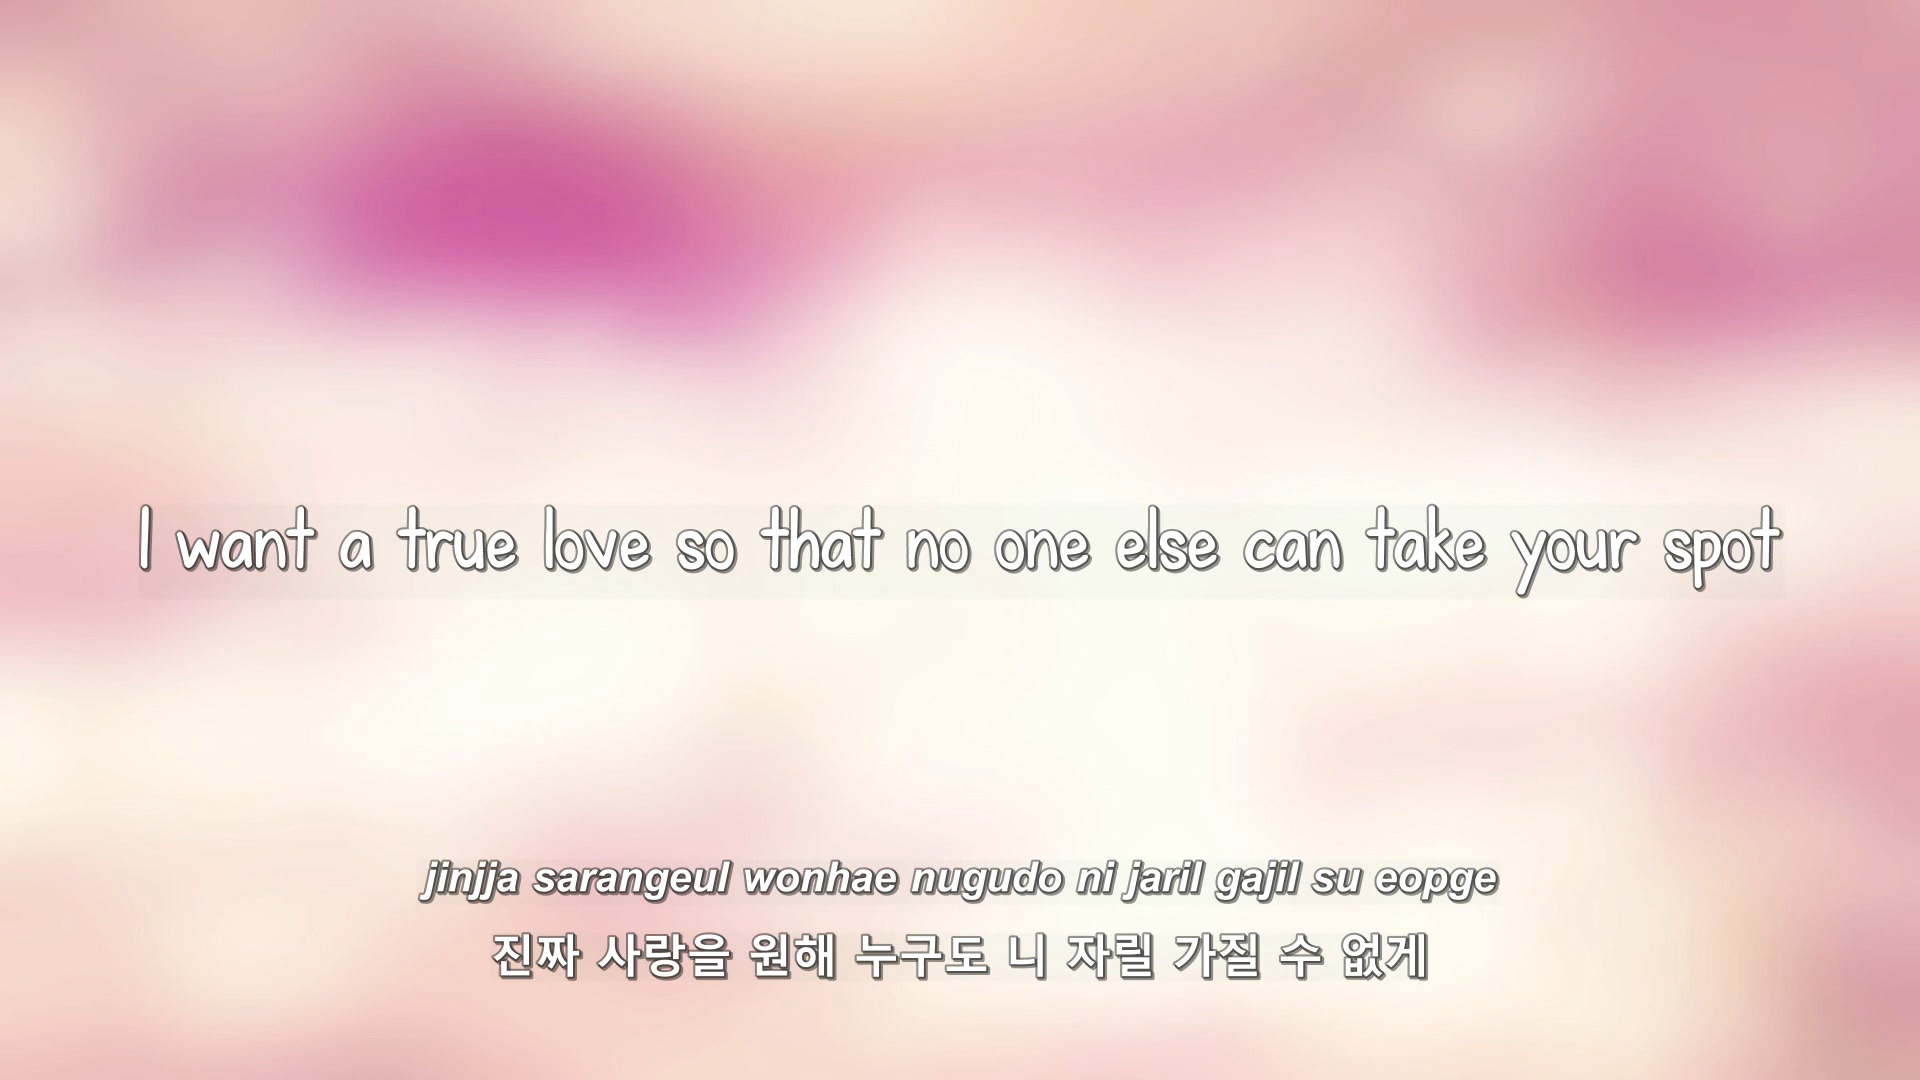 I want a true love so that no one else can take your spot
jinjja sarangeul wonhae nugudo ni jaril gajil su eopge
진짜 사랑을 원해 누구도 니 자릴 가질 수 없게